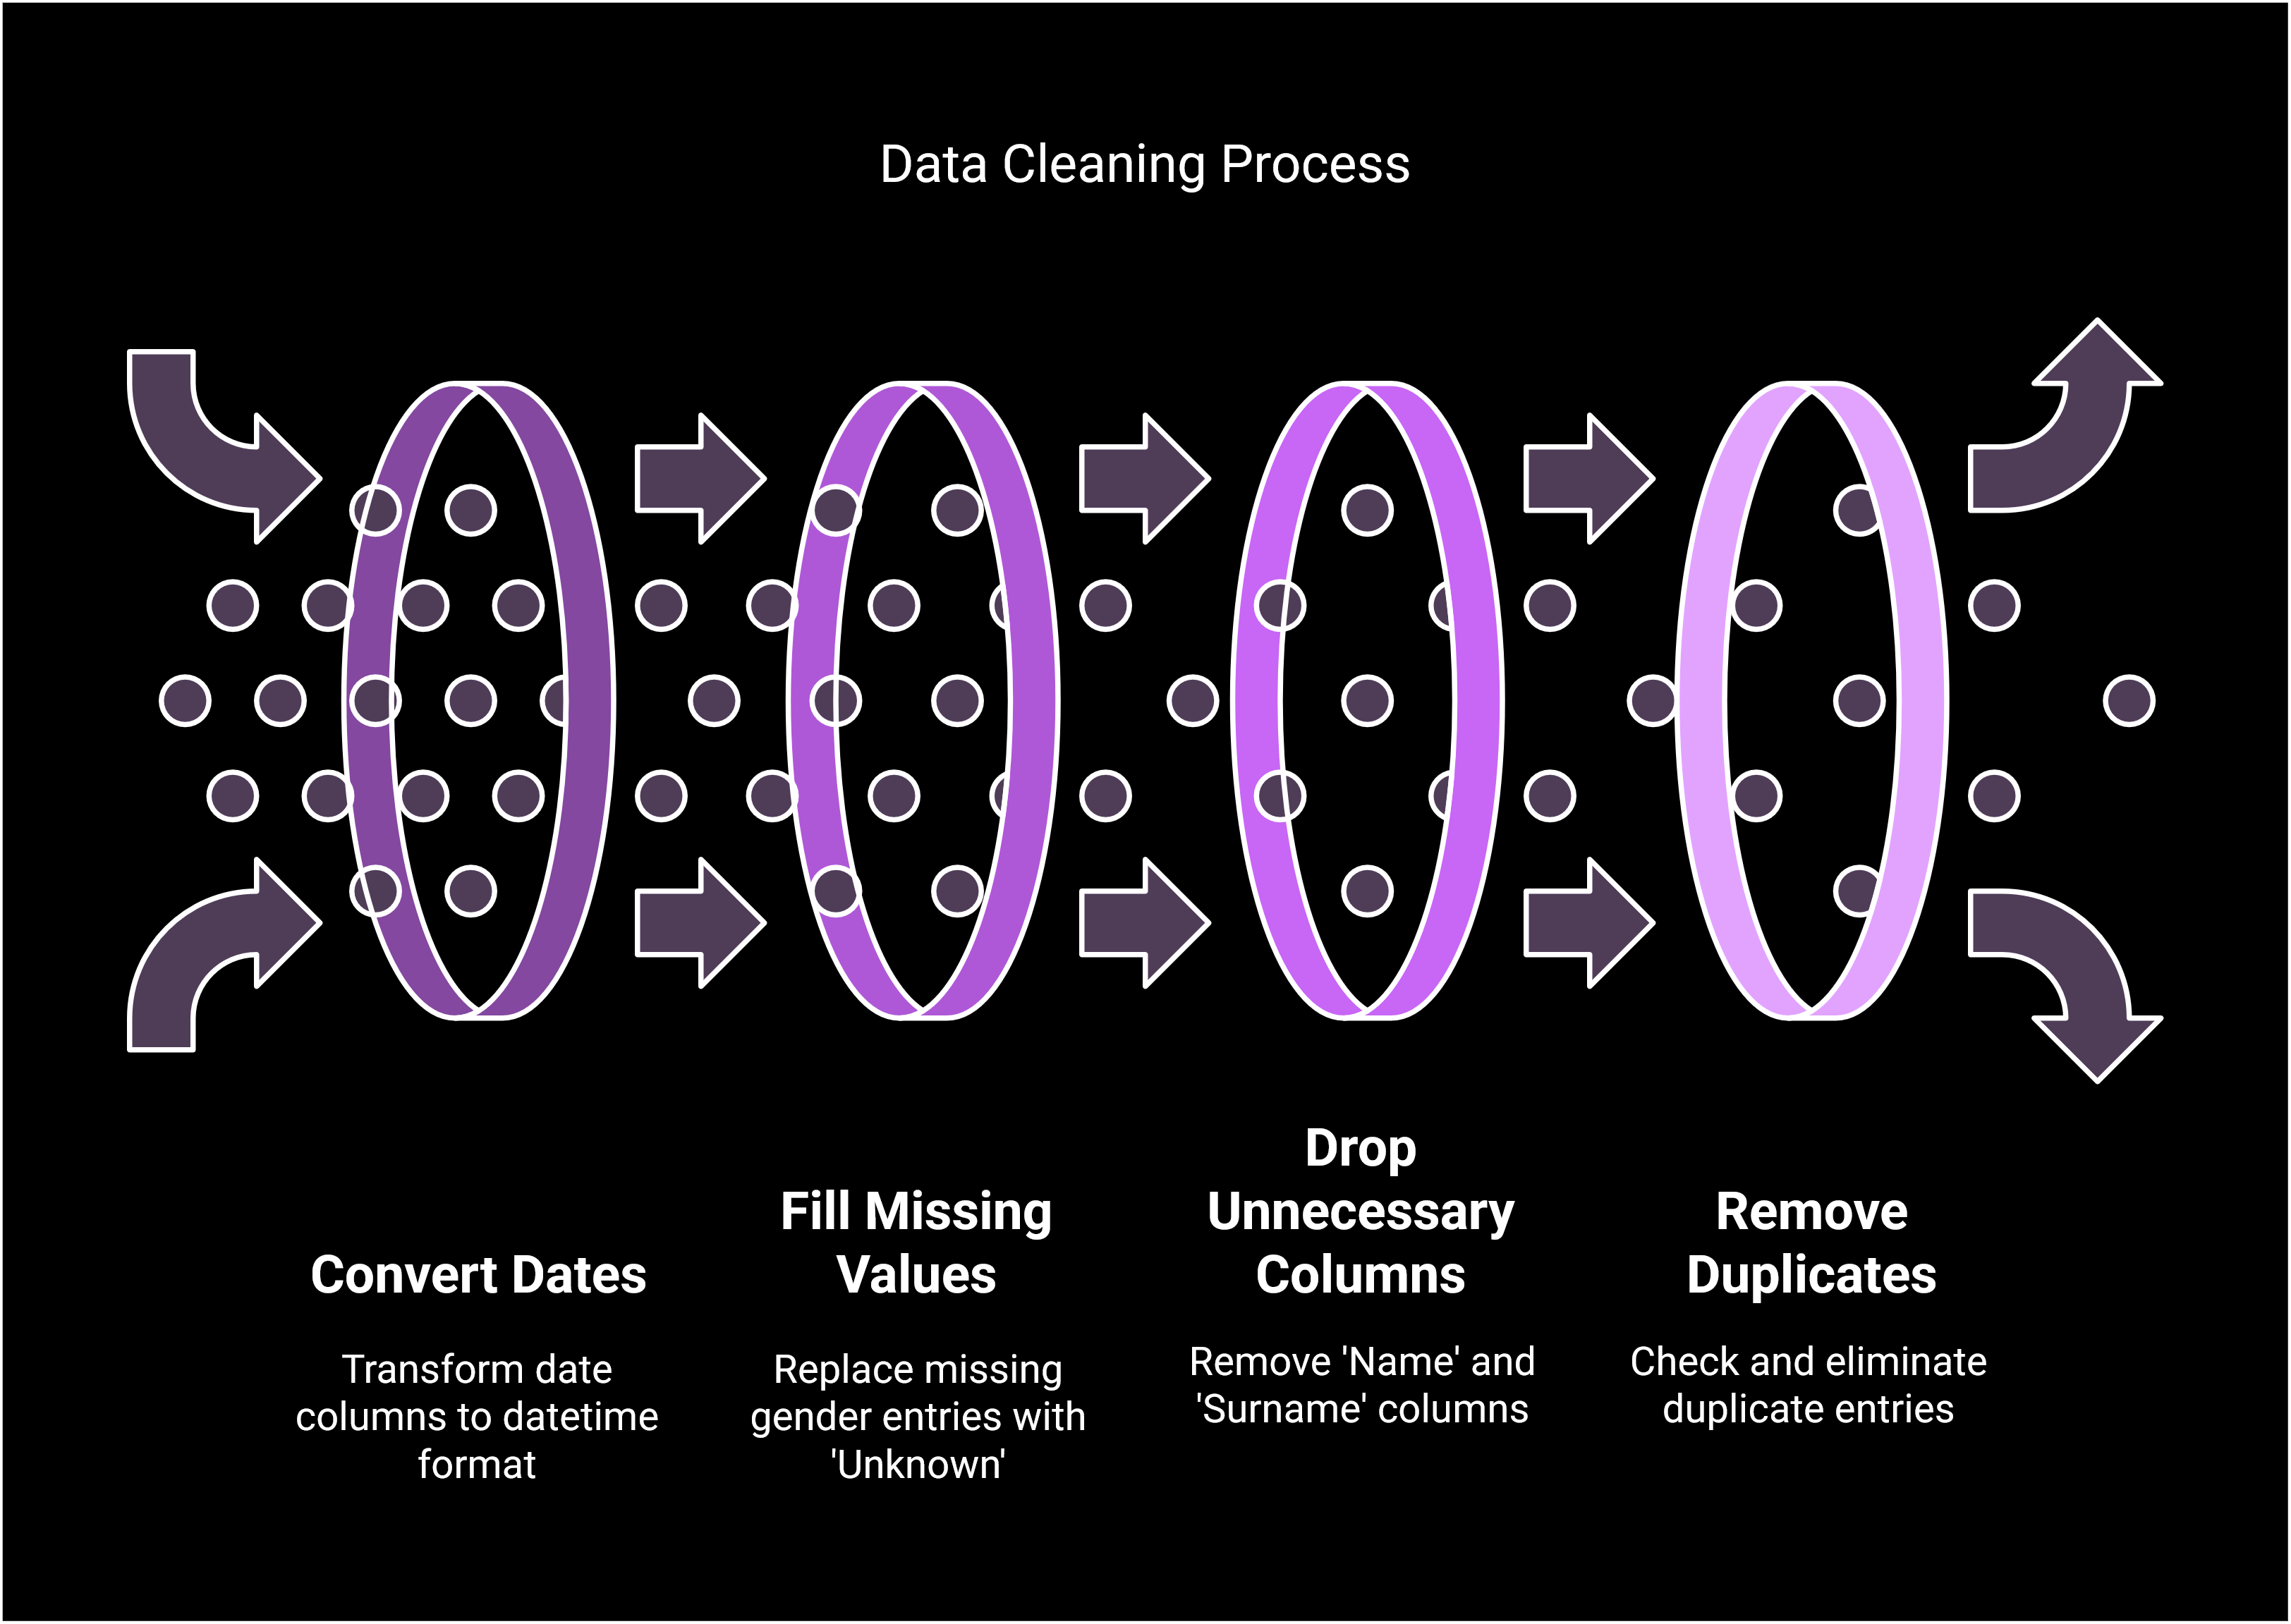 Data Cleaning Process
Convert Dates
Transform date
columns to datetime
format
Fill Missing
Values
Replace missing
gender entries with
'Unknown'
Drop
Unnecessary
Columns
Remove 'Name' and
'Surname' columns
Remove
Duplicates
Check and eliminate
duplicate entries